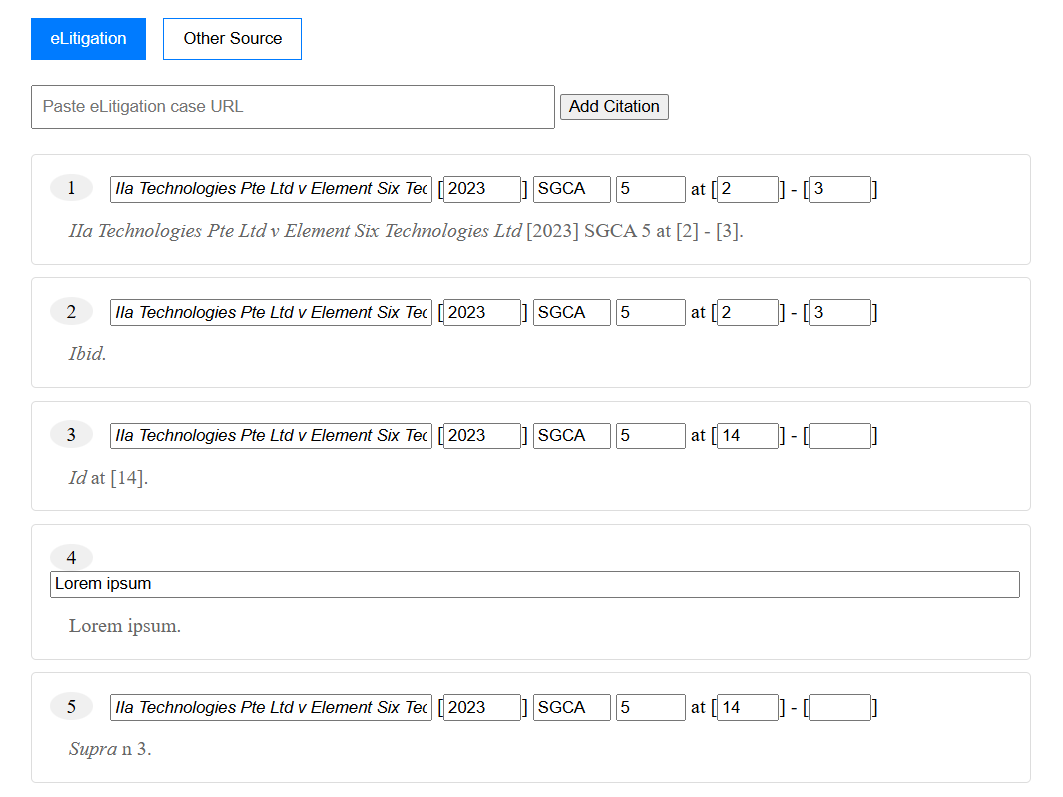 eLitigation Other Source
Paste eLitigation case URL Add Citation
1 IIa Technologies Pte Ltd v Element Six Tec [2023] SGCA 5 at [2] - [3]
IIa Technologies Pte Ltd v Element Six Technologies Ltd [2023] SGCA 5 at [2] - [3].
2 IIa Technologies Pte Ltd v Element Six Tec [2023] SGCA 5 at [2] - [3]
Ibid.
3 IIa Technologies Pte Ltd v Element Six Tec [2023] SGCA 5 at [14] - []
Id at [14].
4
Lorem ipsum
Lorem ipsum.
5 IIa Technologies Pte Ltd v Element Six Tec [2023] SGCA 5 at [14] - []
Supra n 3.